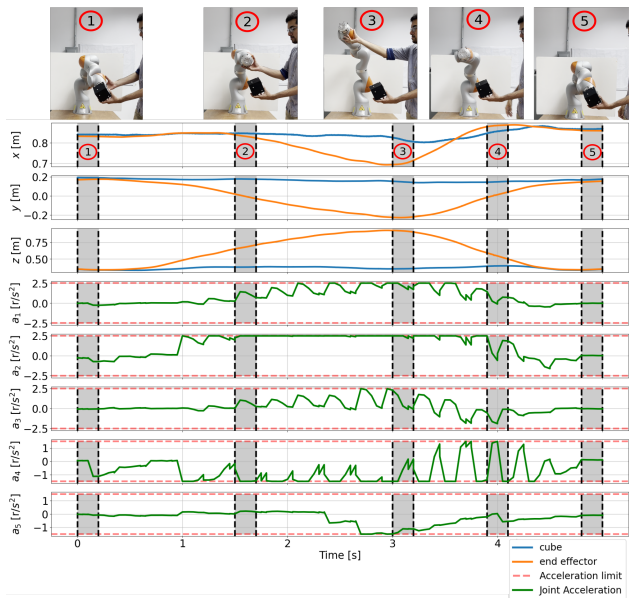 1 2 3 4 5
x [m]
0.8
0.7
1 2 3 4 5
y [m]
0.2
0.0
−0.2
z [m]
0.75
0.50
a1 [r/s²]
2.5
0.0
−2.5
a2 [r/s²]
2.5
0.0
−2.5
a3 [r/s²]
2.5
0.0
−2.5
a4 [r/s²]
1
0
−1
a5 [r/s²]
1
0
−1
0 1 2 3 4
Time [s]
cube
end effector
Acceleration limit
Joint Acceleration